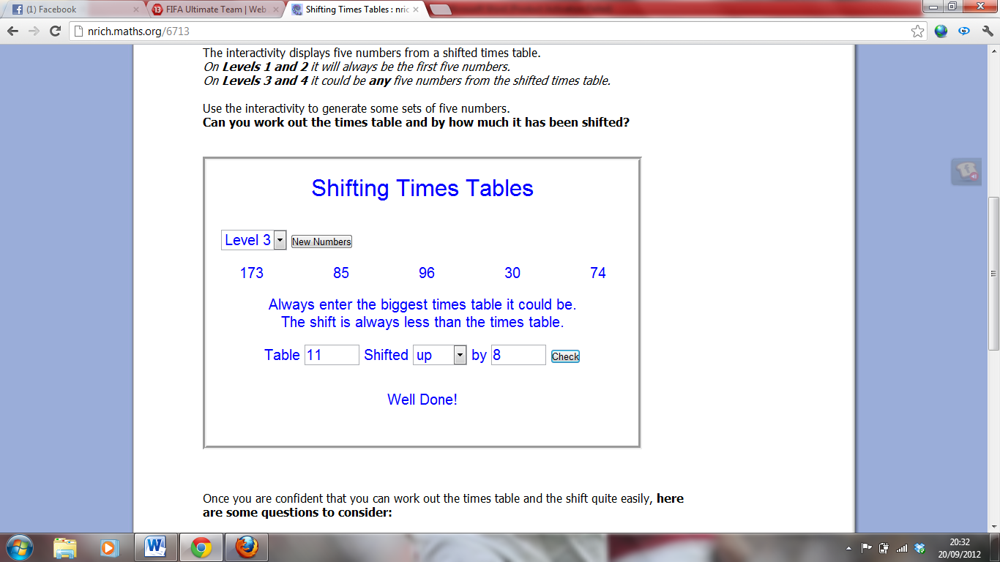 (1) Facebook
FIFA Ultimate Team | Web
Shifting Times Tables : nric
nrich.maths.org/6713
The interactivity displays five numbers from a shifted times table.
On Levels 1 and 2 it will always be the first five numbers.
On Levels 3 and 4 it could be any five numbers from the shifted times table.
Use the interactivity to generate some sets of five numbers.
Can you work out the times table and by how much it has been shifted?
Shifting Times Tables
Level 3 New Numbers
173 85 96 30 74
Always enter the biggest times table it could be.
The shift is always less than the times table.
Table 11 Shifted up by 8 Check
Well Done!
Once you are confident that you can work out the times table and the shift quite easily, here
are some questions to consider:
20:32
20/09/2012